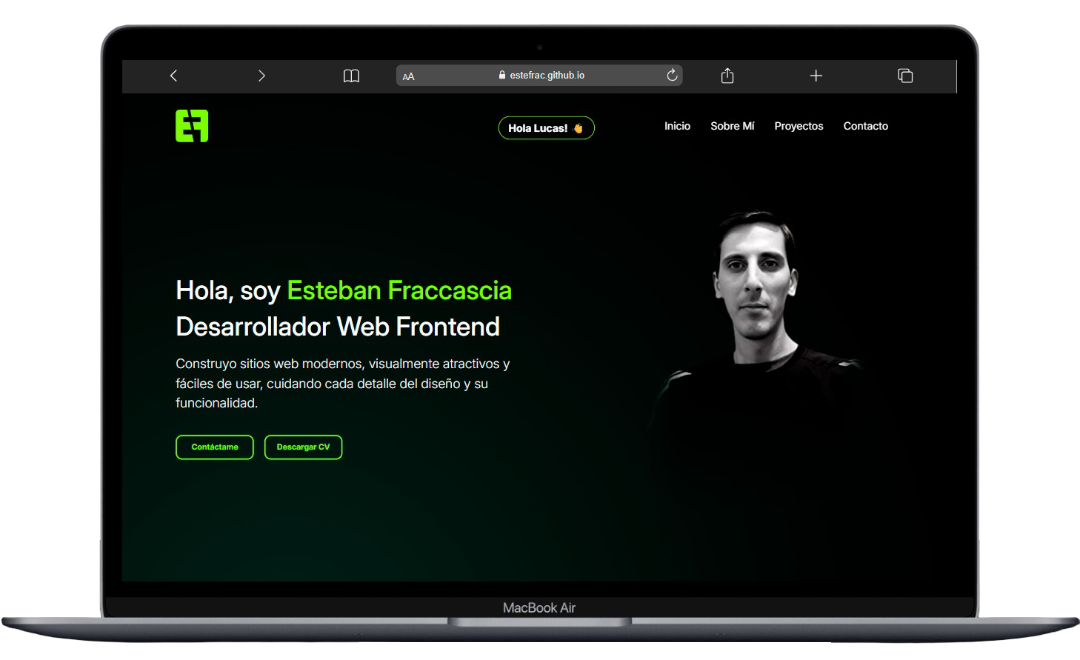 AA estefrac.github.io
EF
Hola Lucas! 👏
Inicio Sobre Mí Proyectos Contacto
Hola, soy Esteban Fraccascia
Desarrollador Web Frontend
Construyo sitios web modernos, visualmente atractivos y
fáciles de usar, cuidando cada detalle del diseño y su
funcionalidad.
Contáctame Descargar CV
MacBook Air